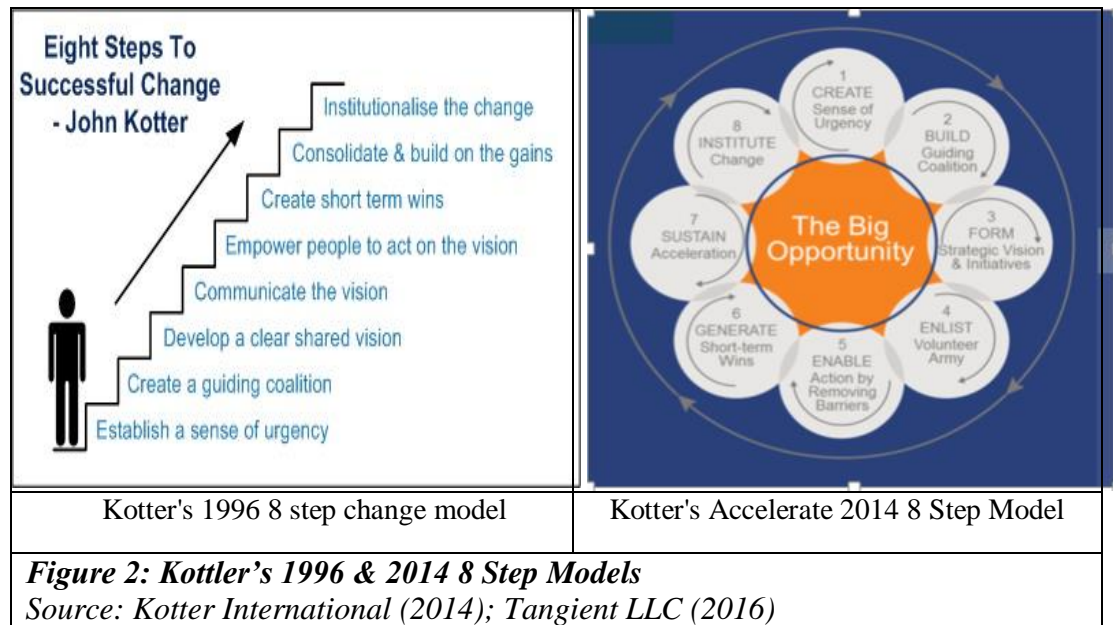 Eight Steps To
Successful Change
- John Kotter
Institutionalise the change
Consolidate & build on the gains
Create short term wins
Empower people to act on the vision
Communicate the vision
Develop a clear shared vision
Create a guiding coalition
Establish a sense of urgency
1
CREATE
Sense of
Urgency
2
BUILD
Guiding
Coalition
3
FORM
Strategic Vision
& Initiatives
4
ENLIST
Volunteer
Army
5
ENABLE
Action by
Removing
Barriers
6
GENERATE
Short-term
Wins
7
SUSTAIN
Acceleration
8
INSTITUTE
Change
The Big
Opportunity
Kotter's 1996 8 step change model
Kotter's Accelerate 2014 8 Step Model
Figure 2: Kottler’s 1996 & 2014 8 Step Models
Source: Kotter International (2014); Tangient LLC (2016)